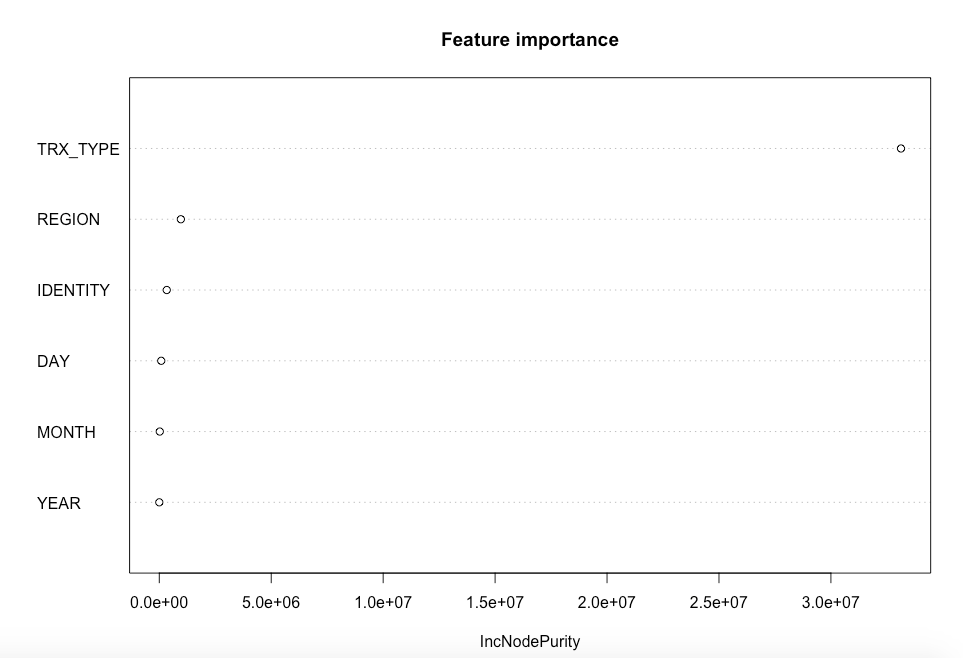 Feature importance
TRX_TYPE
REGION
IDENTITY
DAY
MONTH
YEAR
0.0e+00 5.0e+06 1.0e+07 1.5e+07 2.0e+07 2.5e+07 3.0e+07
IncNodePurity